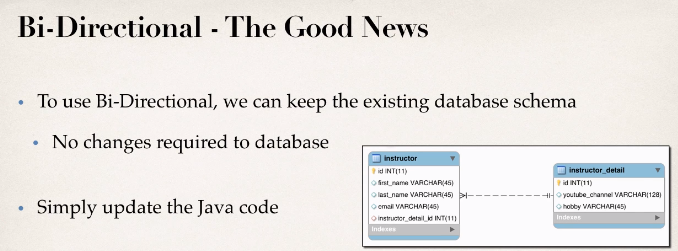 Bi-Directional - The Good News
• To use Bi-Directional, we can keep the existing database schema
• No changes required to database
• Simply update the Java code
instructor
id INT(11)
first_name VARCHAR(45)
last_name VARCHAR(45)
email VARCHAR(45)
instructor_detail_id INT(11)
Indexes
instructor_detail
id INT(11)
youtube_channel VARCHAR(128)
hobby VARCHAR(45)
Indexes